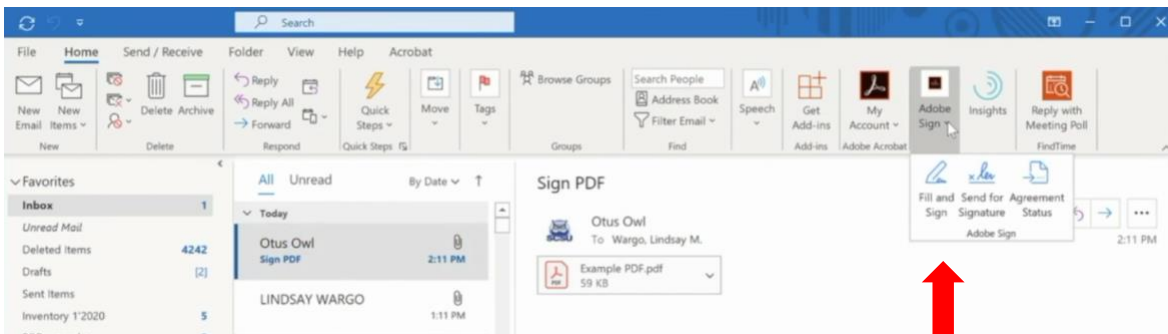 Search
File Home Send / Receive Folder View Help Acrobat
New Email
New Items
Delete
Archive
New
Delete
Reply
Reply All
Forward
Respond
Quick Steps
Quick Steps
Move
Tags
Browse Groups
Groups
Search People
Address Book
Filter Email
Find
Speech
Get Add-ins
Add-ins
My Account
Adobe Acrobat
Adobe Sign
Insights
Reply with Meeting Poll
FindTime
Fill and Sign
Send for Signature
Agreement Status
Adobe Sign
Favorites
Inbox 1
Unread Mail
Deleted Items 4242
Drafts [2]
Sent Items
Inventory 1'2020 5
All Unread By Date
Today
Otus Owl
Sign PDF 2:11 PM
LINDSAY WARGO
1:11 PM
Sign PDF
SCSU
Otus Owl
To Wargo, Lindsay M.
2:11 PM
PDF
Example PDF.pdf
59 KB